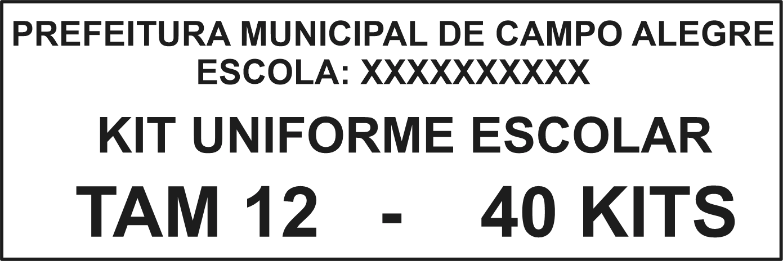 PREFEITURA MUNICIPAL DE CAMPO ALEGRE
ESCOLA: XXXXXXXXXX
KIT UNIFORME ESCOLAR
TAM 12 - 40 KITS